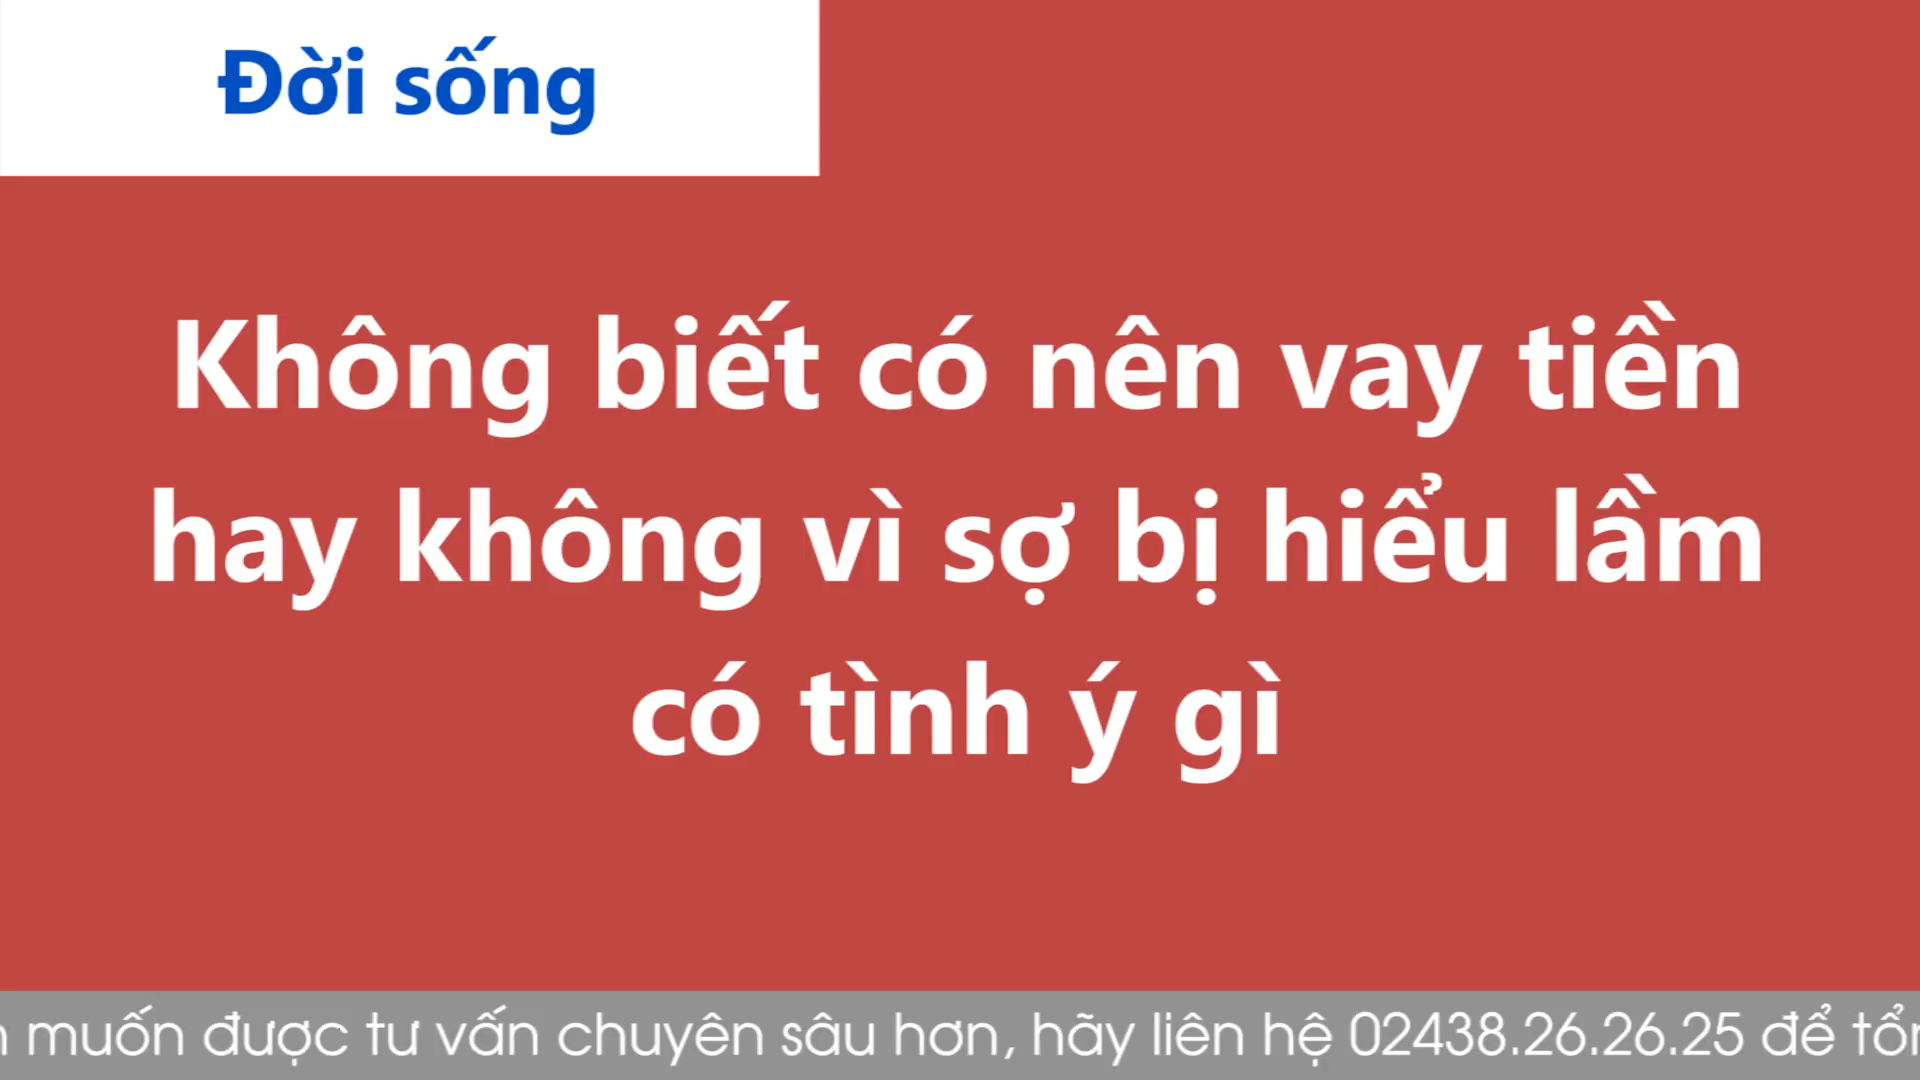 Đời sống
Không biết có nên vay tiền
hay không vì sợ bị hiểu lầm
có tình ý gì
muốn được tư vấn chuyên sâu hơn, hãy liên hệ 02438.26.26.25 để